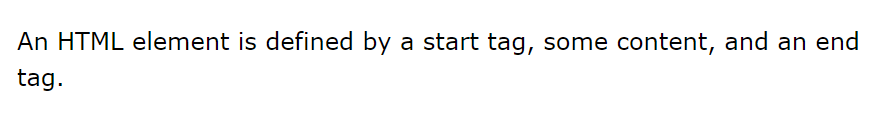 An HTML element is defined by a start tag, some content, and an end
tag.